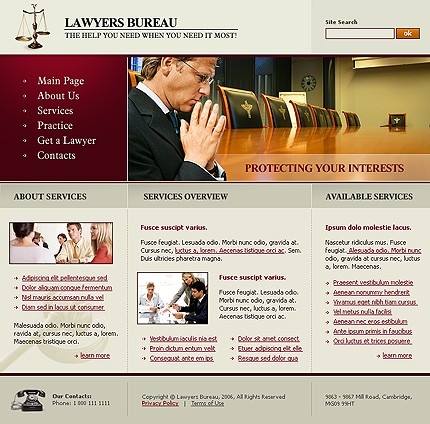 LAWYERS BUREAU
THE HELP YOU NEED WHEN YOU NEED IT MOST!
Site Search
ok
Main Page
About Us
Services
Practice
Get a Lawyer
Contacts
PROTECTING YOUR INTERESTS
ABOUT SERVICES
Adipiscing elit pellentesque sed
Dolor aliquam congue fermentum
Nisl mauris accumsan nulla vel
Diam sed in lacus ut consumer
Malesuada odio. Morbi nunc odio,
ravida at, cursus nec, luctus a, lorem.
Maecenas tristique orci.
learn more
SERVICES OVERVIEW
Fusce suscipit varius.
Fusce feugiat. Lesuada odio. Morbi nunc odio, gravida at.
Cursus nec, luctus a, lorem. Aecenas tistique orci ac. Sem.
Duis ultricies pharetra magna.
Fusce suscipit varius.
Fusce feugiat. Lesuada
odio. Morbi nunc odio,
gravida at. Cursus nec,
luctus a, lorem.
Aecenas tistique orci ac.
Vestibulum iaculis nia est
Proin dictum entum velit
Consequat ante em ips
Dolor sit amet consect.
Etuer adipiscing elit elle
Resque sed dolor qua
AVAILABLE SERVICES
Ipsum dolo molestie lacus.
Nascetur ridiculus mus. Fusce
feugiat. Alesuada odio. Morbi nunc
odio, gravida at, cursus nec, luctus
a, lorem. Maecenas.
Praesent vestibulum molestie
Aenean nonummy hendrerit
Vivamus eget nibh tiam cursus.
Vel metus nulla facilisi
Aenean nec eros estibulum
Ante ipsum primis in faucibus
Orci luctus et trices posuere
learn more
Our Contacts:
Phone: 1 800 111 1111
Copyright © Lawyers Bureau, 2006, All Rights Reserved
Privacy Policy | Terms of Use
9863 - 9867 Mill Road, Cambridge,
MG09 99HT